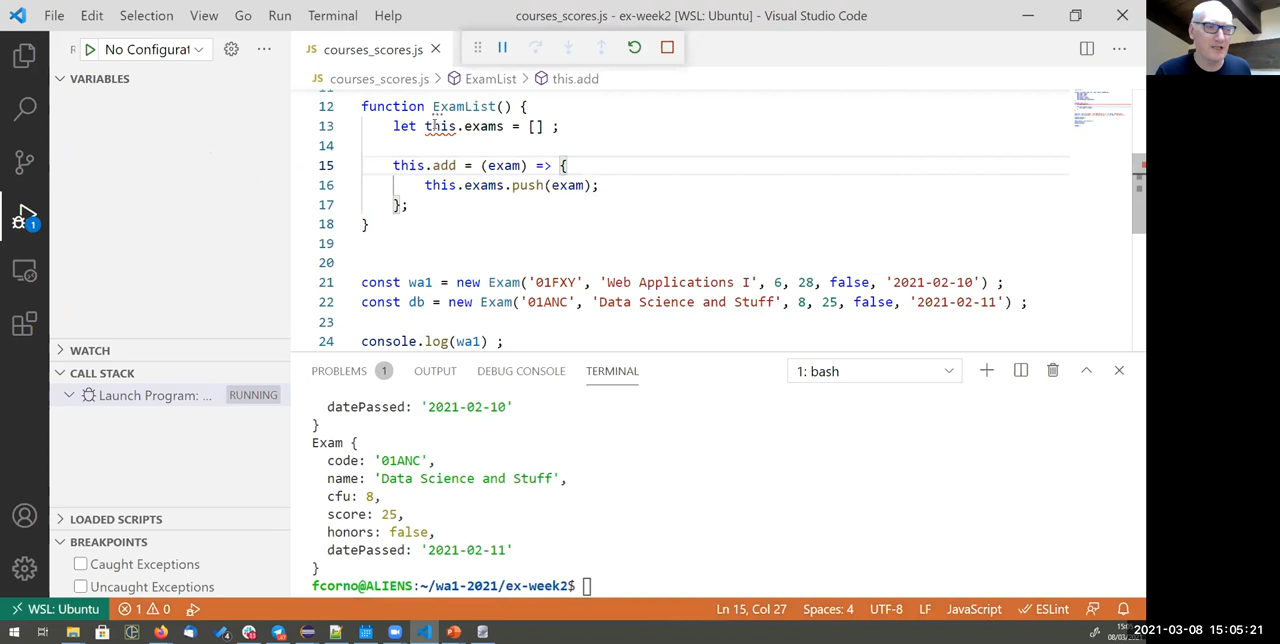 File Edit Selection View Go Run Terminal Help
courses_scores.js - ex-week2 [WSL: Ubuntu] - Visual Studio Code
R No Configurat
JS courses_scores.js
JS courses_scores.js > ExamList > this.add
VARIABLES
12 function ExamList() {
13 let this.exams = [] ;
14
15 this.add = (exam) => {
16 this.exams.push(exam);
17 };
18 }
19
20
21 const wa1 = new Exam('01FXY', 'Web Applications I', 6, 28, false, '2021-02-10') ;
22 const db = new Exam('01ANC', 'Data Science and Stuff', 8, 25, false, '2021-02-11') ;
23
24 console.log(wa1) ;
WATCH
CALL STACK
Launch Program: ... RUNNING
LOADED SCRIPTS
BREAKPOINTS
Caught Exceptions
Uncaught Exceptions
1
PROBLEMS 1 OUTPUT DEBUG CONSOLE TERMINAL 1: bash
datePassed: '2021-02-10'
}
Exam {
code: '01ANC',
name: 'Data Science and Stuff',
cfu: 8,
score: 25,
honors: false,
datePassed: '2021-02-11'
}
fcorno@ALIENS:~/wa1-2021/ex-week2$
WSL: Ubuntu 1 0 Ln 15, Col 27 Spaces: 4 UTF-8 LF JavaScript ESLint
2021-03-08 15:05:21